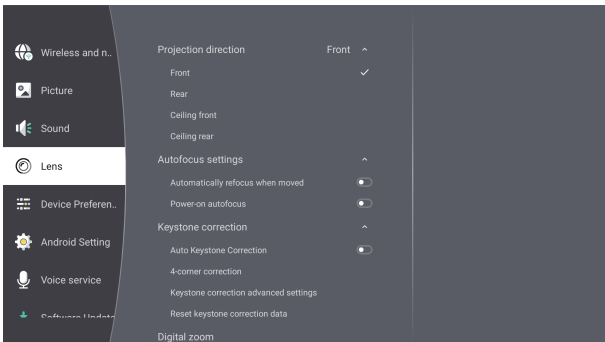 Wireless and n..
Picture
Sound
Lens
Device Preferen..
Android Setting
Voice service
Software Update
Projection direction Front
Front
Rear
Ceiling front
Ceiling rear
Autofocus settings
Automatically refocus when moved
Power-on autofocus
Keystone correction
Auto Keystone Correction
4-corner correction
Keystone correction advanced settings
Reset keystone correction data
Digital zoom